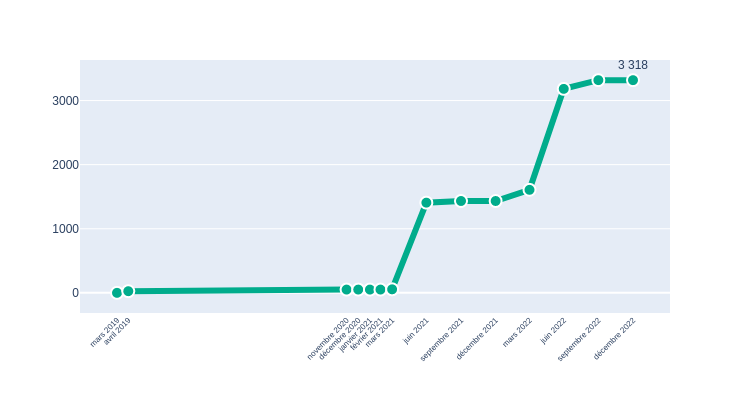 3 318
3000
2000
1000
0
mars 2019
avril 2019
novembre 2020
décembre 2020
janvier 2021
février 2021
mars 2021
juin 2021
septembre 2021
décembre 2021
mars 2022
juin 2022
septembre 2022
décembre 2022